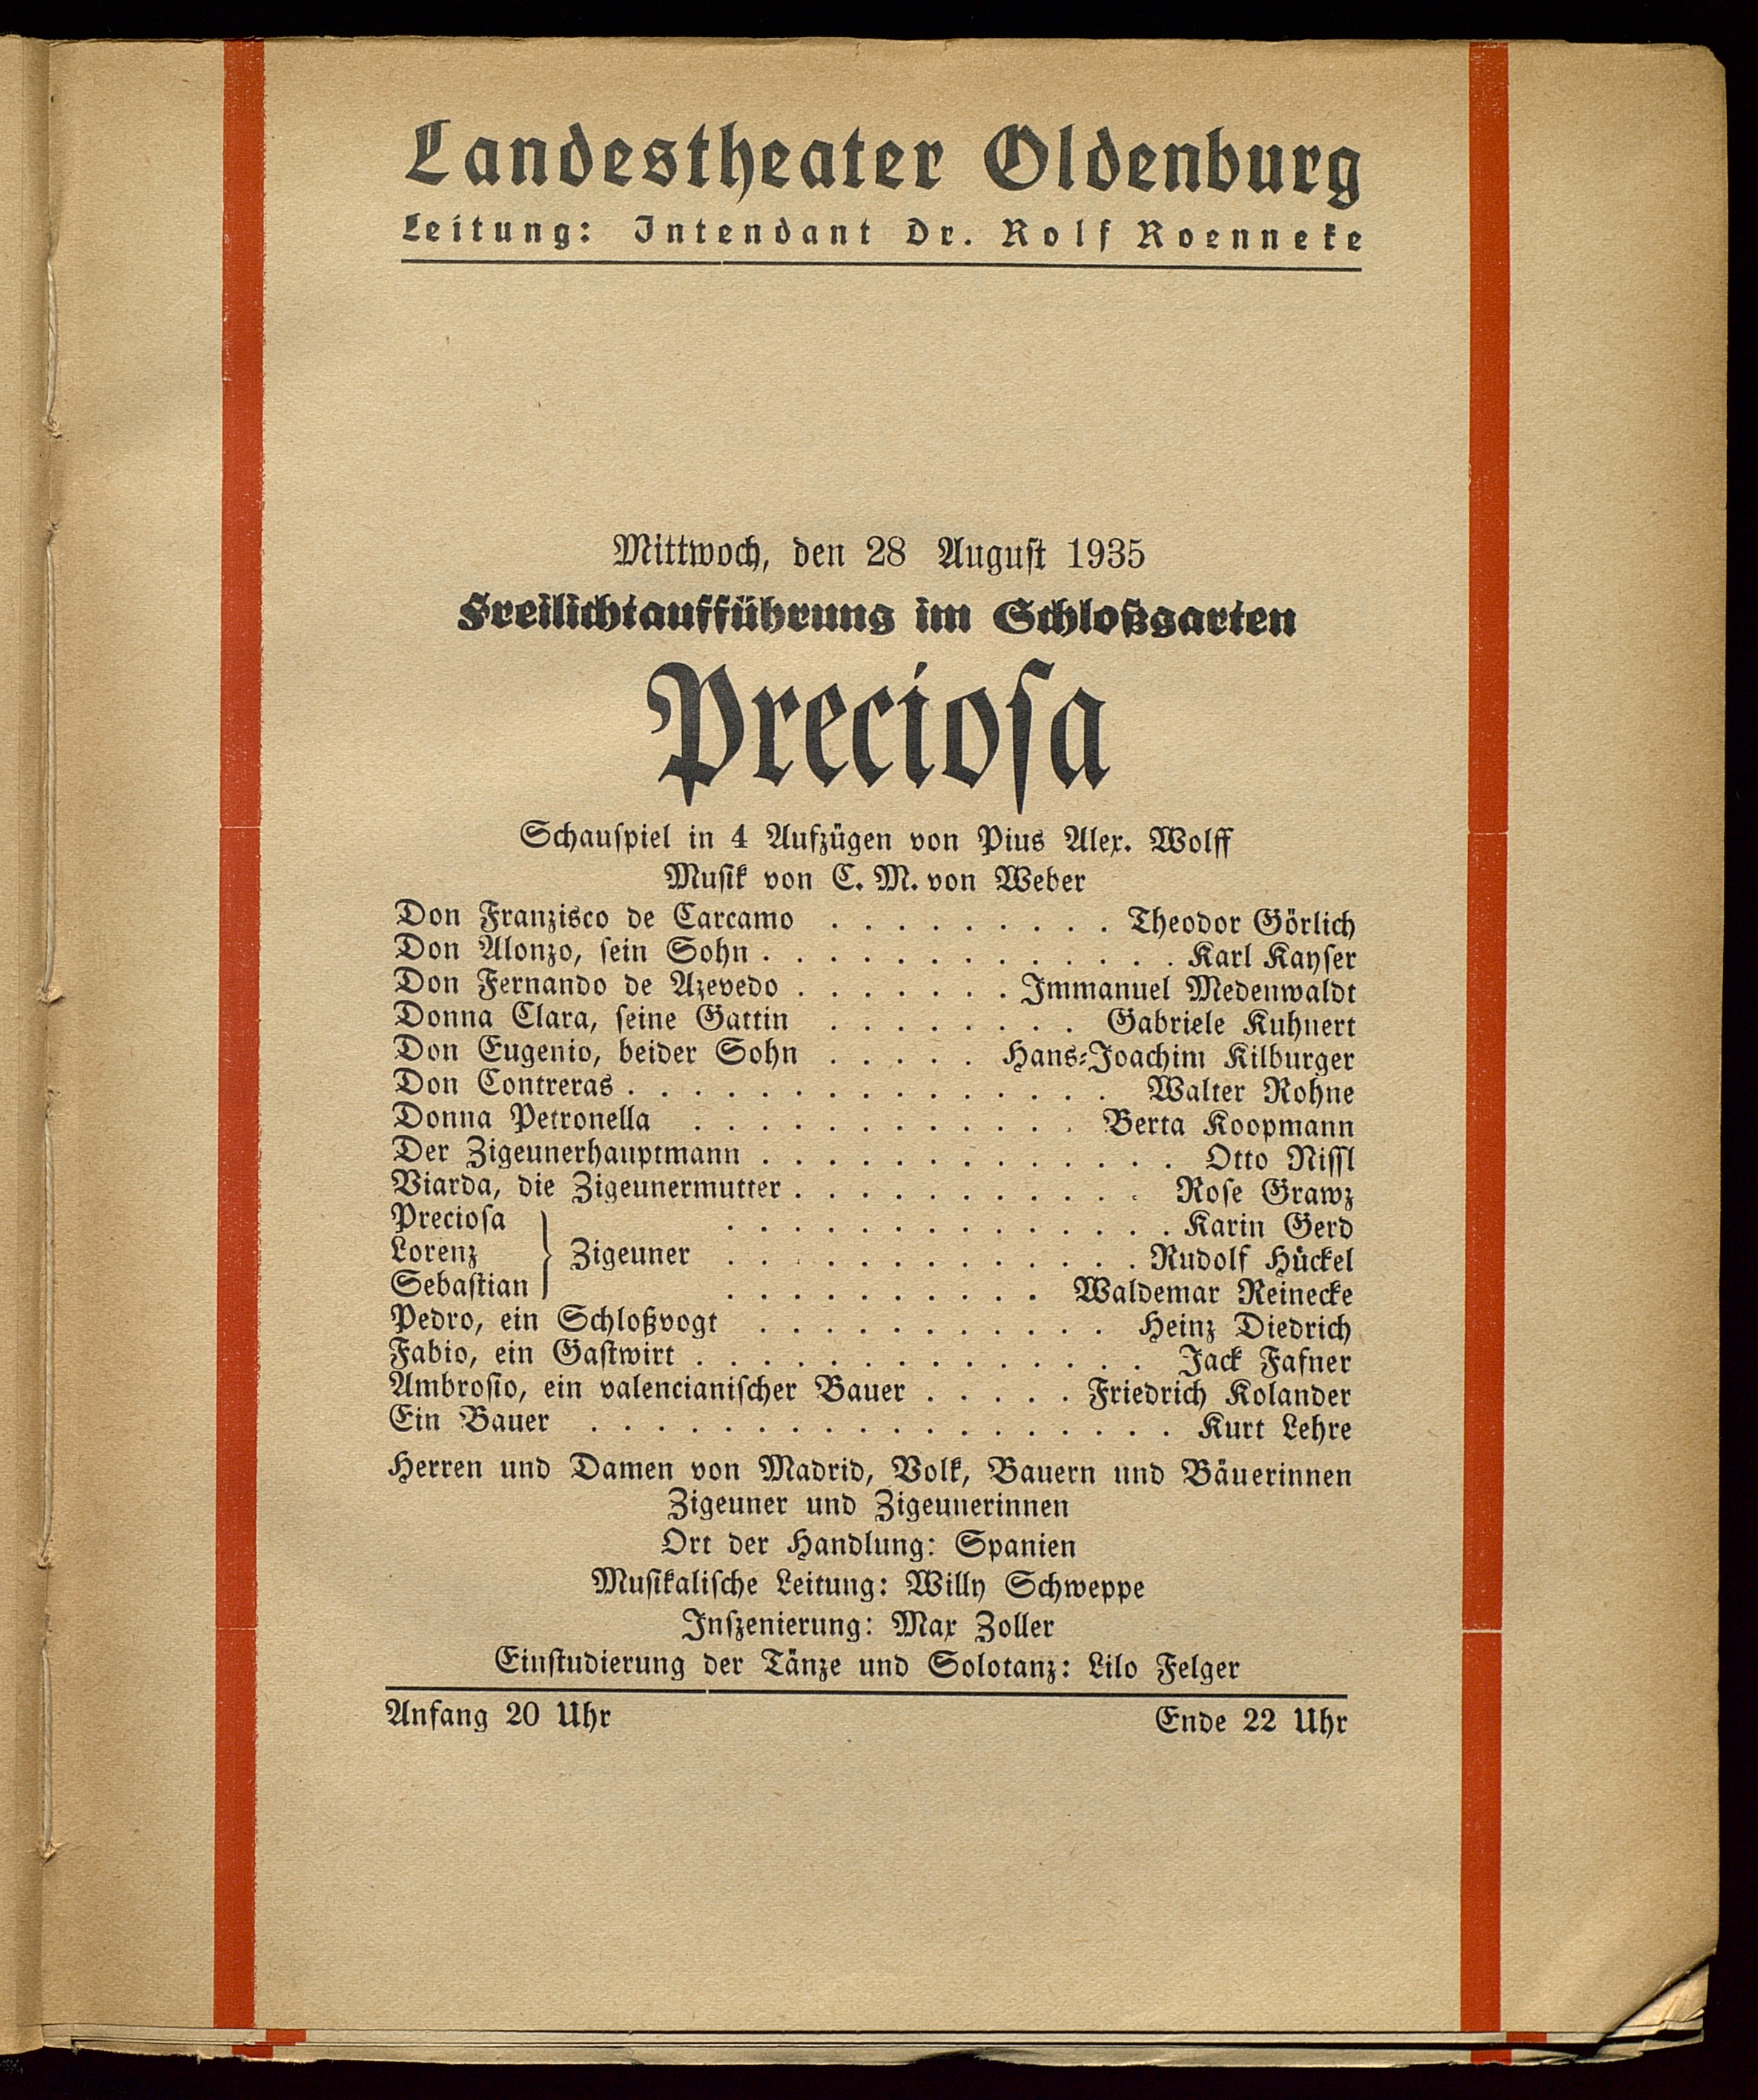 Landestheater Oldenburg
Leitung: Intendant Dr. Rolf Roenneke
Mittwoch, den 28 August 1935
Freilichtaufführung im Schloßgarten
Preciosa
Schauspiel in 4 Aufzügen von Pius Alex. Wolff
Musik von C. M. von Weber
Don Franzisco de Carcamo . . . . . . . . . Theodor Görlich
Don Alonzo, sein Sohn . . . . . . . . . . . . . Karl Kayser
Don Fernando de Azevedo . . . . . . . Immanuel Medenwaldt
Donna Clara, seine Gattin . . . . . . . . Gabriele Kuhnert
Don Eugenio, beider Sohn . . . . . Hans-Joachim Kilburger
Don Contreras . . . . . . . . . . . . . . . Walter Rohne
Donna Petronella . . . . . . . . . . . . Berta Koopmann
Der Zigeunerhauptmann . . . . . . . . . . . . . Otto Nissl
Viarda, die Zigeunermutter . . . . . . . . . . . Rose Grawz
Preciosa . . . . . . . . . . . . . . Karin Gerd
Lorenz } Zigeuner . . . . . . . . . . . . . Rudolf Hückel
Sebastian . . . . . . . . . . Waldemar Reinecke
Pedro, ein Schloßvogt . . . . . . . . . . . Heinz Diedrich
Fabio, ein Gastwirt . . . . . . . . . . . . . . Jack Fafner
Ambrosio, ein valencianischer Bauer . . . . . Friedrich Kolander
Ein Bauer . . . . . . . . . . . . . . . . . . Kurt Lehre
Herren und Damen von Madrid, Volk, Bauern und Bäuerinnen
Zigeuner und Zigeunerinnen
Ort der Handlung: Spanien
Musikalische Leitung: Willy Schweppe
Inszenierung: Max Zoller
Einstudierung der Tänze und Solotanz: Lilo Felger
Anfang 20 Uhr Ende 22 Uhr